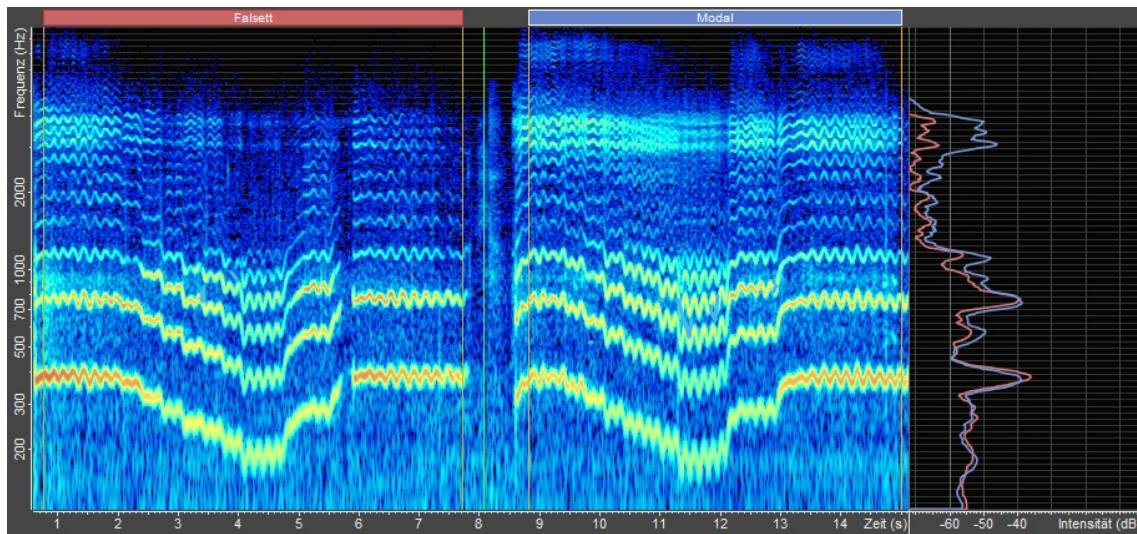 Falsett
Modal
Frequenz (Hz)
2000
1000
700
500
300
200
1 2 3 4 5 6 7 8 9 10 11 12 13 14 Zeit (s)
-60 -50 -40 Intensität (dB